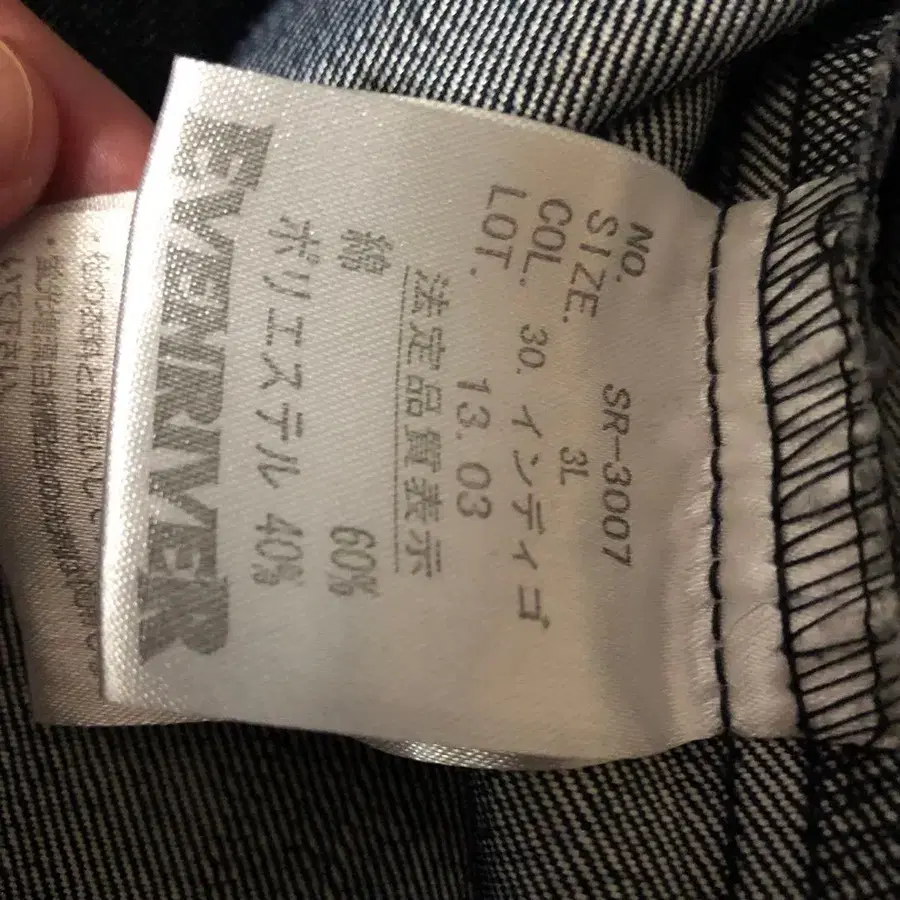 NO. SR-3007
SIZE. 3L
COL. 30. インディゴ
LOT. 13.03
法定品質表示
綿 60%
ポリエステル 40%
EVENRIVER